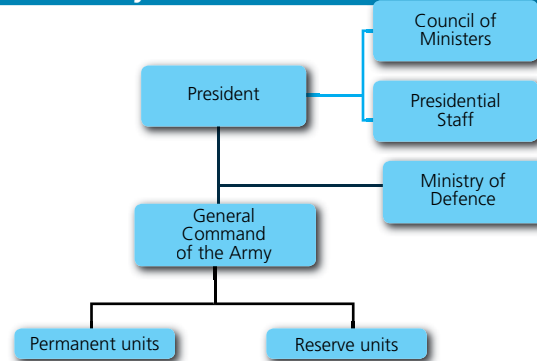 Council of
Ministers
President
Presidential
Staff
Ministry of
Defence
General
Command
of the Army
Permanent units
Reserve units